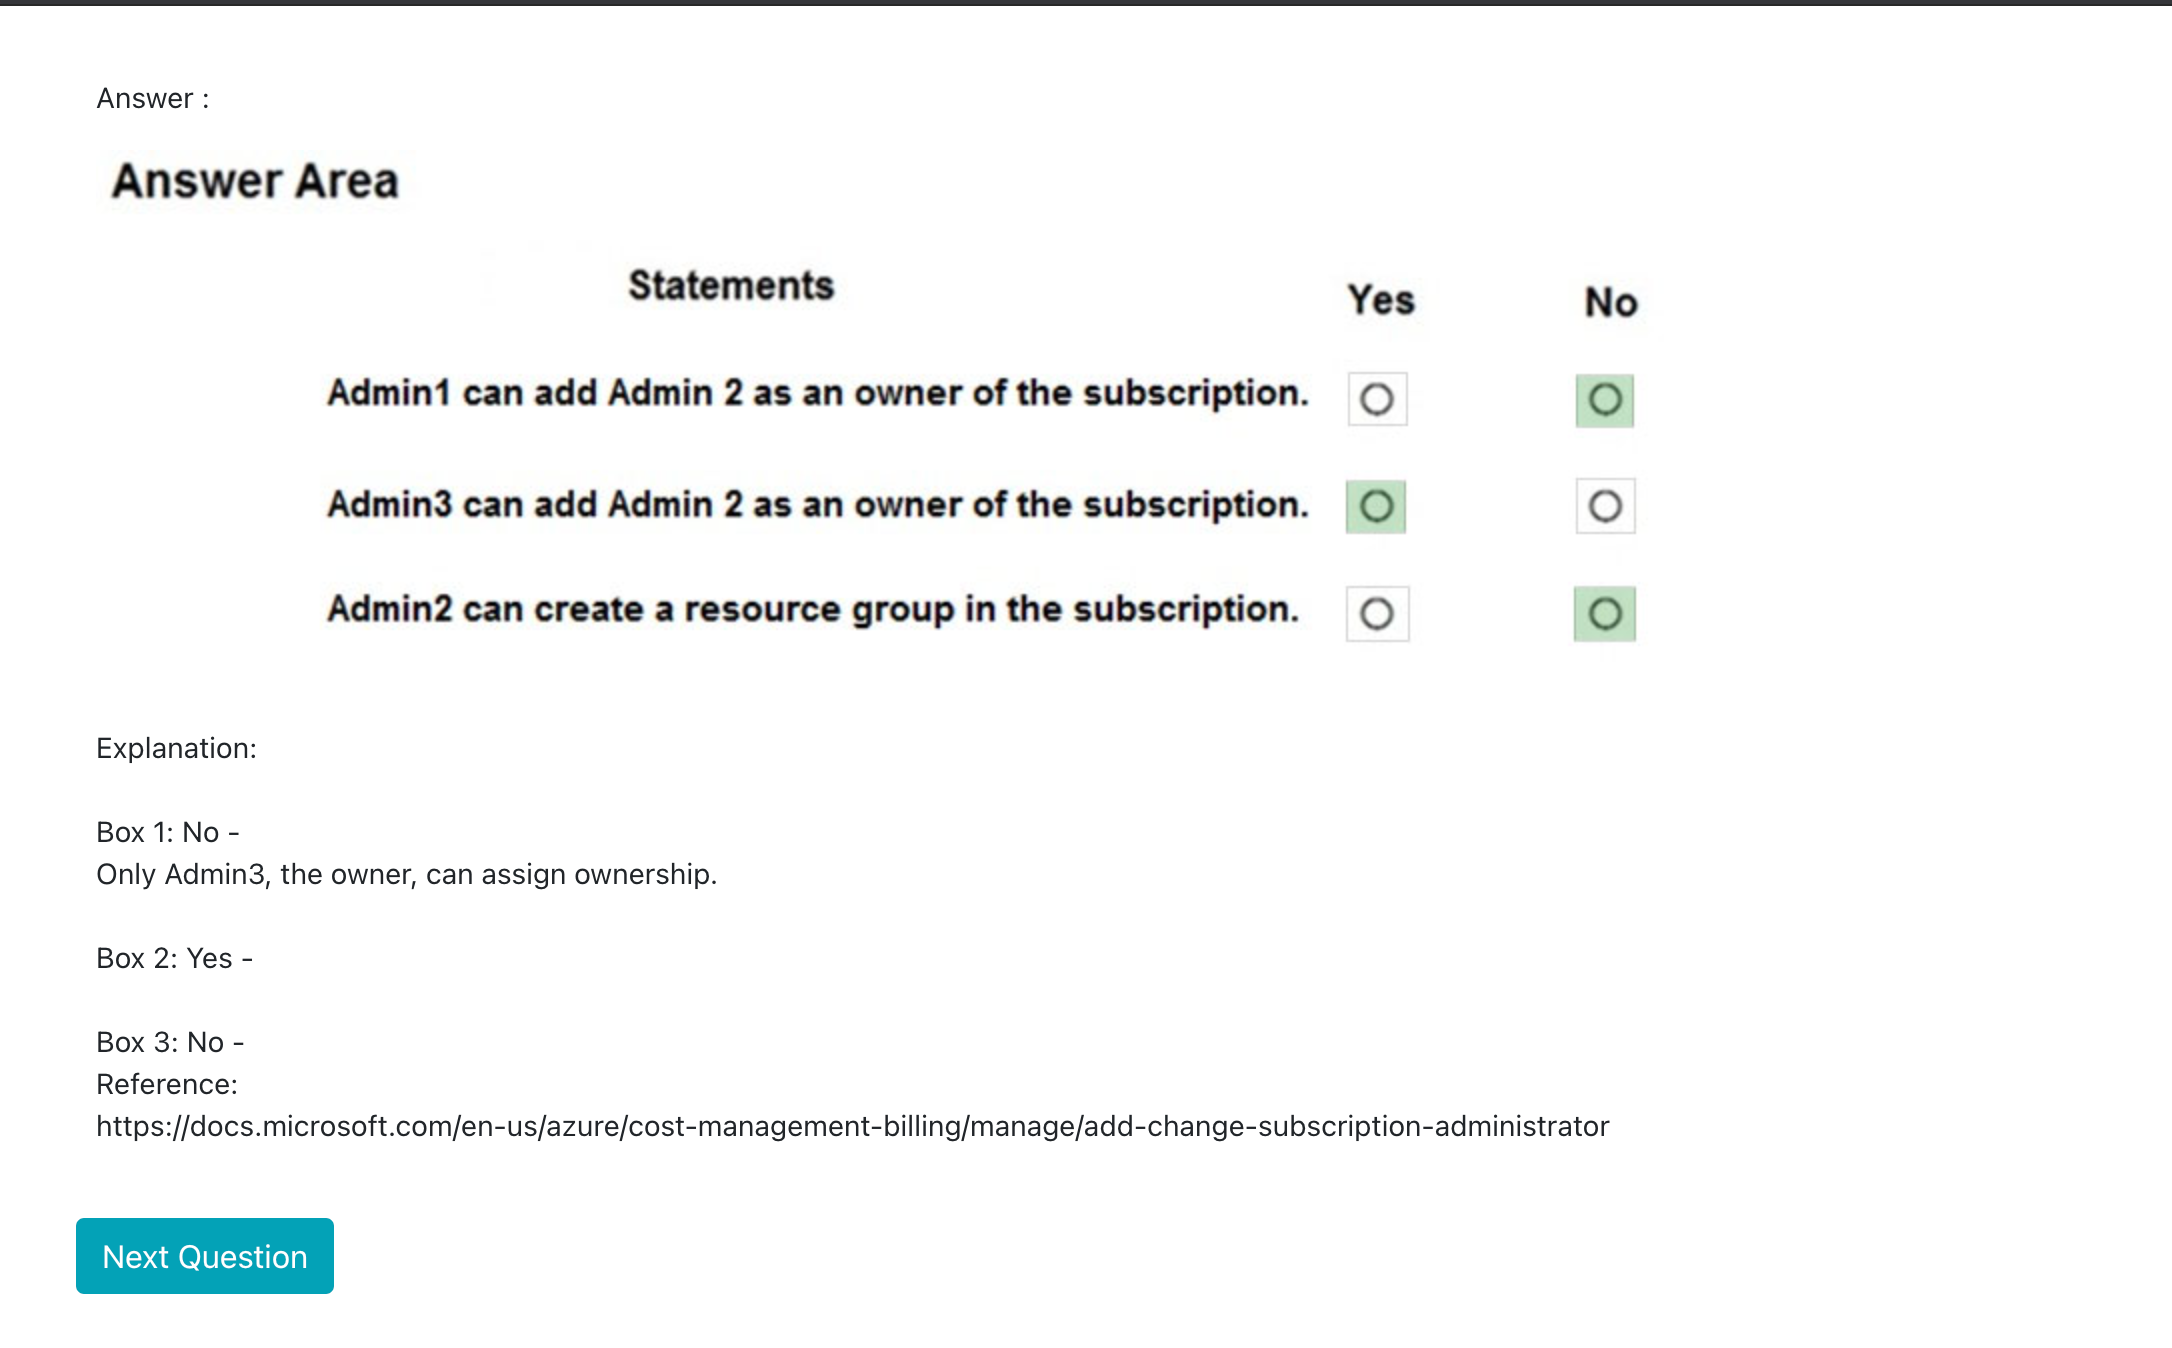 Answer :
Answer Area
Statements Yes No
Admin1 can add Admin 2 as an owner of the subscription.
Admin3 can add Admin 2 as an owner of the subscription.
Admin2 can create a resource group in the subscription.
Explanation:
Box 1: No -
Only Admin3, the owner, can assign ownership.
Box 2: Yes -
Box 3: No -
Reference:
https://docs.microsoft.com/en-us/azure/cost-management-billing/manage/add-change-subscription-administrator
Next Question